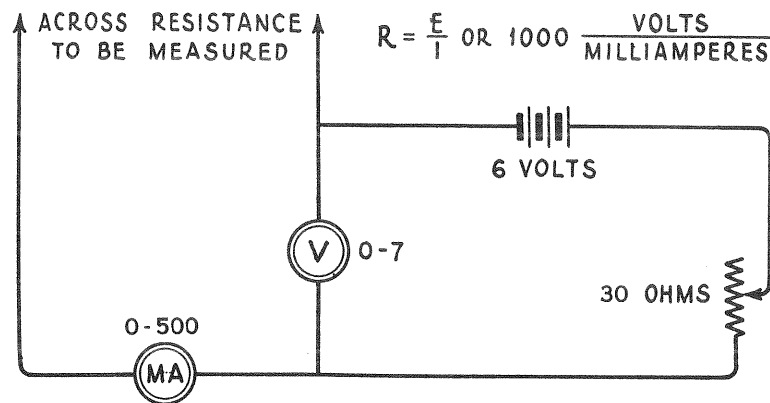 ACROSS RESISTANCE
TO BE MEASURED
R = E/I OR 1000 VOLTS/MILLIAMPERES
6 VOLTS
V 0-7
30 OHMS
0-500
MA